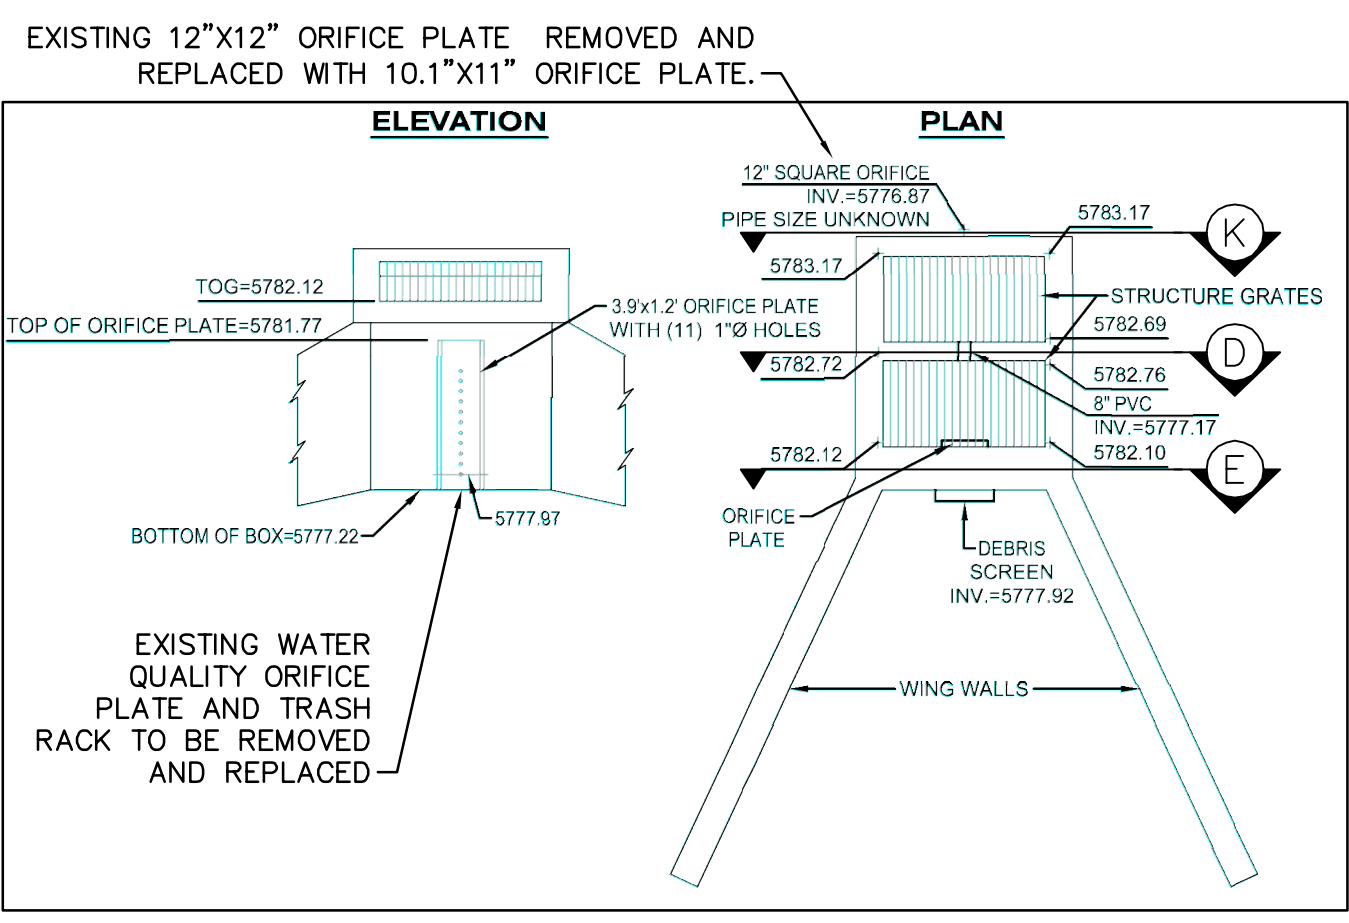 EXISTING 12”X12” ORIFICE PLATE REMOVED AND
REPLACED WITH 10.1”X11” ORIFICE PLATE.
ELEVATION
TOG=5782.12
TOP OF ORIFICE PLATE=5781.77
3.9'x1.2' ORIFICE PLATE
WITH (11) 1"Ø HOLES
5777.97
BOTTOM OF BOX=5777.22
EXISTING WATER
QUALITY ORIFICE
PLATE AND TRASH
RACK TO BE REMOVED
AND REPLACED
PLAN
12" SQUARE ORIFICE
INV.=5776.87
PIPE SIZE UNKNOWN
5783.17
K
5783.17
STRUCTURE GRATES
5782.69
D
5782.72
5782.76
8" PVC
INV.=5777.17
5782.12
5782.10
E
ORIFICE
PLATE
DEBRIS
SCREEN
INV.=5777.92
WING WALLS